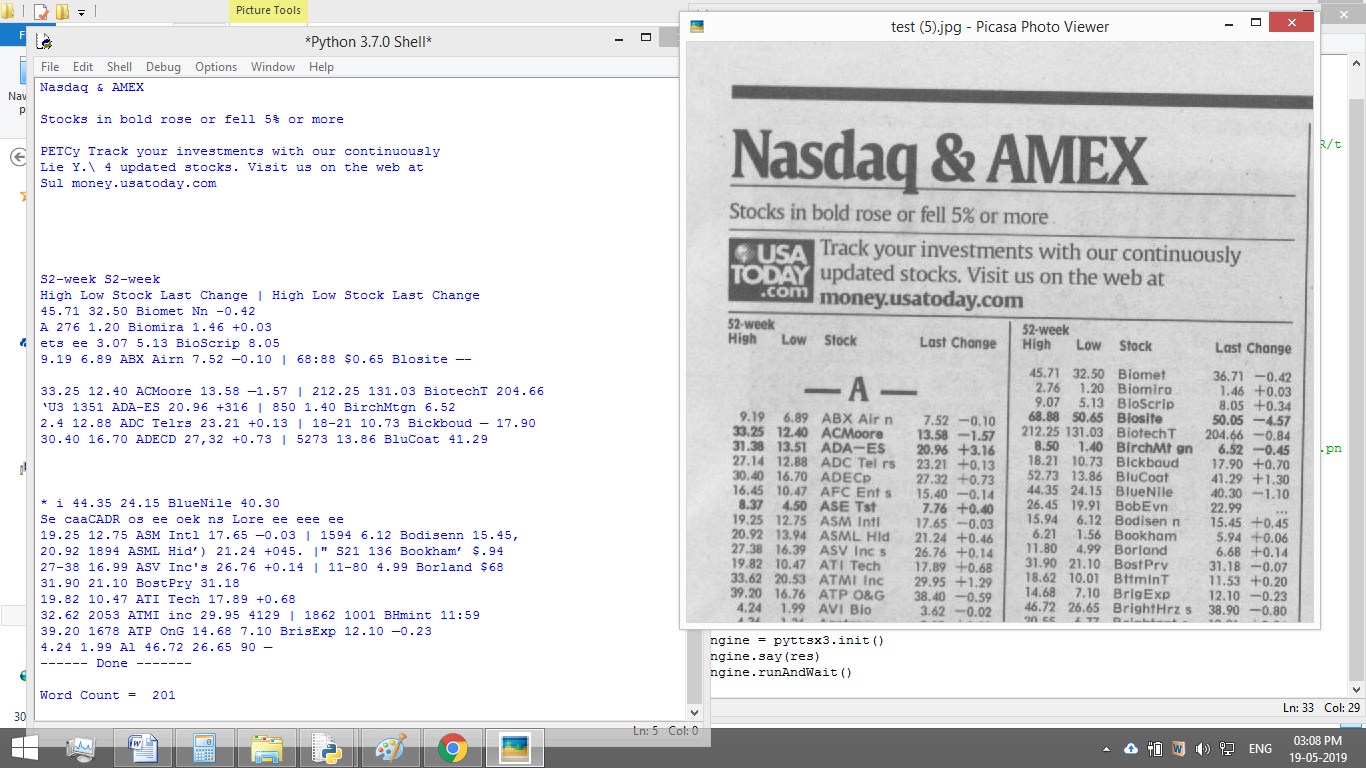 Picture Tools
*Python 3.7.0 Shell*
File Edit Shell Debug Options Window Help
Nasdaq & AMEX
Stocks in bold rose or fell 5% or more
PETCy Track your investments with our continuously
Lie Y.\ 4 updated stocks. Visit us on the web at
Sul money.usatoday.com
S2-week S2-week
High Low Stock Last Change | High Low Stock Last Change
45.71 32.50 Biomet Nn -0.42
A 276 1.20 Biomira 1.46 +0.03
ets ee 3.07 5.13 BioScrip 8.05
9.19 6.89 ABX Airn 7.52 —0.10 | 68:88 $0.65 Blosite ——
33.25 12.40 ACMoore 13.58 —1.57 | 212.25 131.03 BiotechT 204.66
‘U3 1351 ADA-ES 20.96 +316 | 850 1.40 BirchMtgn 6.52
2.4 12.88 ADC Telrs 23.21 +0.13 | 18-21 10.73 Bickboud — 17.90
30.40 16.70 ADECD 27,32 +0.73 | 5273 13.86 BluCoat 41.29
* i 44.35 24.15 BlueNile 40.30
Se caaCADR os ee oek ns Lore ee eee ee
19.25 12.75 ASM Intl 17.65 —0.03 | 1594 6.12 Bodisenn 15.45,
20.92 1894 ASML Hid’) 21.24 +045. |" S21 136 Bookham’ $.94
27-38 16.99 ASV Inc's 26.76 +0.14 | 11-80 4.99 Borland $68
31.90 21.10 BostPry 31.18
19.82 10.47 ATI Tech 17.89 +0.68
32.62 2053 ATMI inc 29.95 4129 | 1862 1001 BHmint 11:59
39.20 1678 ATP OnG 14.68 7.10 BrisExp 12.10 —0.23
4.24 1.99 Al 46.72 26.65 90 —
------ Done -------
Word Count =  201
Ln: 5 Col: 0
test (5).jpg - Picasa Photo Viewer
Nasdaq & AMEX
Stocks in bold rose or fell 5% or more
USA TODAY .com
Track your investments with our continuously
updated stocks. Visit us on the web at
money.usatoday.com
52-week
High Low Stock Last Change
— A —
9.19 6.89 ABX Air n 7.52 —0.10
33.25 12.40 ACMoore 13.58 —1.57
31.38 13.51 ADA—ES 20.96 +3.16
27.14 12.88 ADC Tel rs 23.21 +0.13
30.40 16.70 ADECp 27.32 +0.73
16.45 10.47 AFC Ent s 15.40 —0.14
8.37 4.50 ASE Tst 7.76 +0.40
19.25 12.75 ASM Intl 17.65 —0.03
20.92 13.94 ASML Hld 21.24 +0.46
27.38 16.39 ASV Inc s 26.76 +0.14
19.82 10.47 ATI Tech 17.89 +0.68
33.62 20.53 ATMI Inc 29.95 +1.29
39.20 16.76 ATP O&G 38.40 —0.59
4.24 1.99 AVI Bio 3.62 —0.02
52-week
High Low Stock Last Change
45.71 32.50 Biomet 36.71 —0.42
2.76 1.20 Biomira 1.46 +0.03
9.07 5.13 BioScrip 8.05 +0.34
68.88 50.65 Biosite 50.05 —4.57
212.25 131.03 BiotechT 204.66 —0.84
8.50 1.40 BirchMt gn 6.52 —0.45
18.21 10.73 Blckbaud 17.90 +0.70
52.73 13.86 BluCoat 41.29 +1.30
44.35 24.15 BlueNile 40.30 —1.10
26.45 19.91 BobEvn 22.99 ...
15.94 6.12 Bodisen n 15.45 +0.45
6.21 1.56 Bookham 5.94 +0.06
11.80 4.99 Borland 6.68 +0.14
31.90 21.10 BostPrv 31.18 —0.07
18.62 10.01 BttmlnT 11.53 +0.20
14.68 7.10 BrigExp 12.10 —0.23
46.72 26.65 BrightHrz s 38.90 —0.80
R/t
.pn
ngine = pyttsx3.init()
ngine.say(res)
ngine.runAndWait()
Ln: 33 Col: 29
F
Nav
p
30
ENG
03:08 PM
19-05-2019